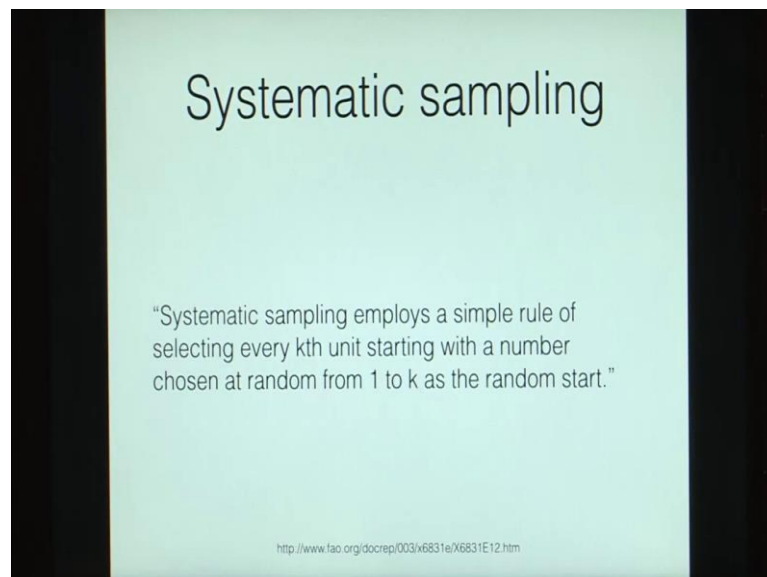 Systematic sampling
“Systematic sampling employs a simple rule of
selecting every kth unit starting with a number
chosen at random from 1 to k as the random start.”
http://www.fao.org/docrep/003/x6831e/X6831E12.htm